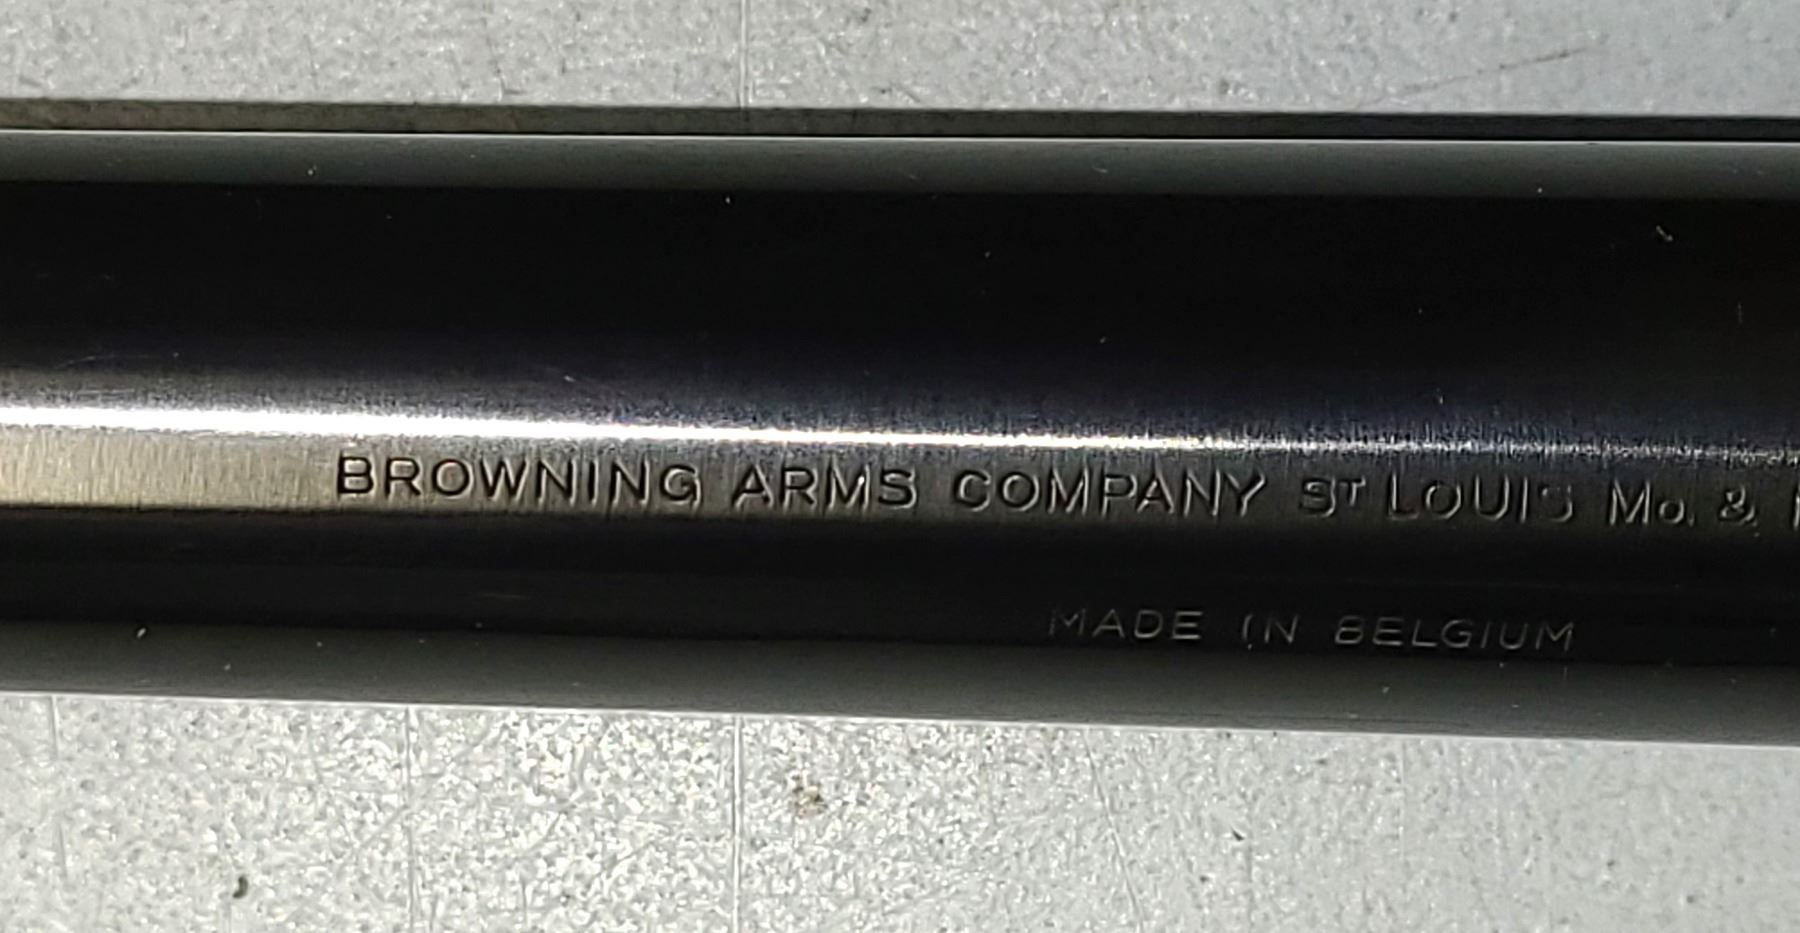 BROWNING ARMS COMPANY ST LOUIS Mo. &
MADE IN BELGIUM